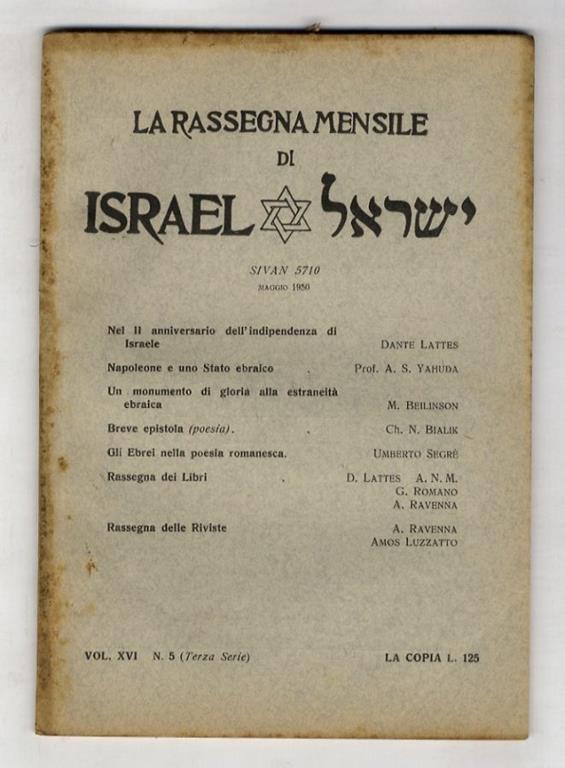 LA RASSEGNA MENSILE
DI
ISRAEL ישראל
SIVAN 5710
MAGGIO 1950
Nel II anniversario dell'indipendenza di
Israele DANTE LATTES
Napoleone e uno Stato ebraico . Prof. A. S. YAHUDA
Un monumento di gloria alla estraneità
ebraica M. BEILINSON
Breve epistola (poesia) . CH. N. BIALIK
Gli Ebrei nella poesia romanesca. UMBERTO SEGRÈ
Rassegna dei Libri . D. LATTES A. N. M.
G. ROMANO
A. RAVENNA
Rassegna delle Riviste A. RAVENNA
AMOS LUZZATTO
VOL. XVI N. 5 (Terza Serie) LA COPIA L. 125